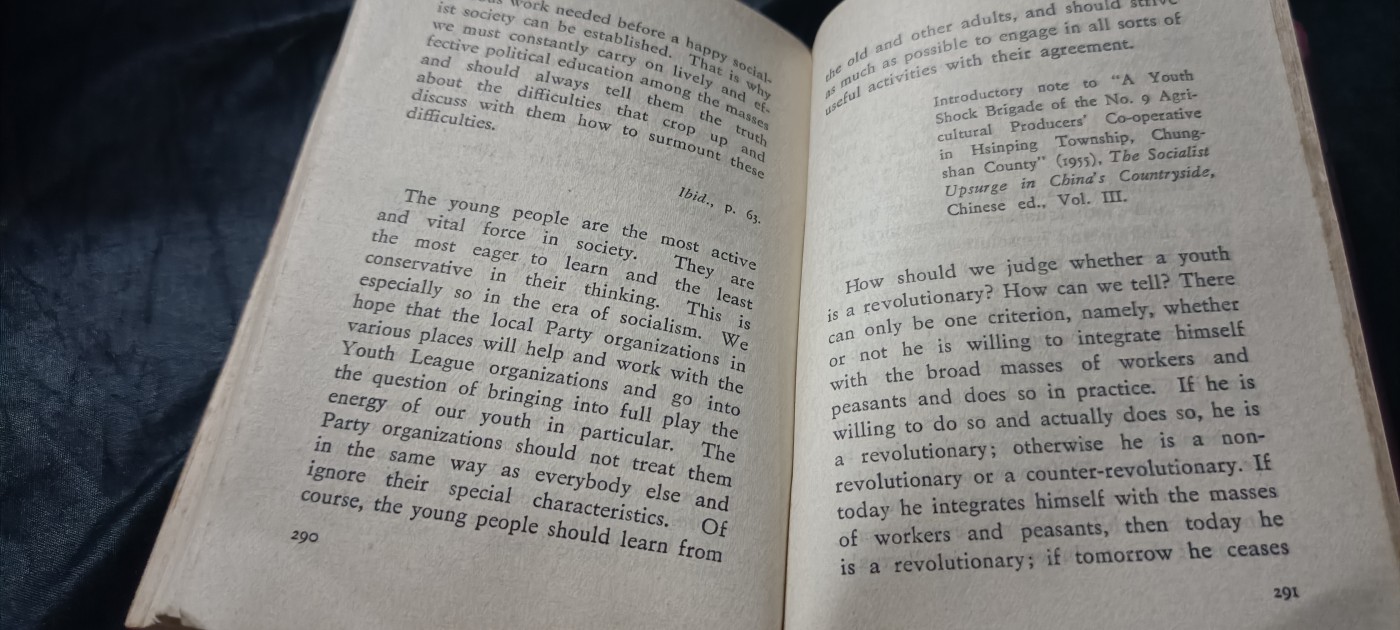 work needed before a happy social-
ist society can be established. That is why
we must constantly carry on lively and ef-
fective political education among the masses
and should always tell them the truth
about the difficulties that crop up and
discuss with them how to surmount these
difficulties.
Ibid., p. 63.
The young people are the most active
and vital force in society. They are
the most eager to learn and the least
conservative in their thinking. This is
especially so in the era of socialism. We
hope that the local Party organizations in
various places will help and work with the
Youth League organizations and go into
the question of bringing into full play the
energy of our youth in particular. The
Party organizations should not treat them
in the same way as everybody else and
ignore their special characteristics. Of
course, the young people should learn from
290
the old and other adults, and should strive
as much as possible to engage in all sorts of
useful activities with their agreement.
Introductory note to "A Youth
Shock Brigade of the No. 9 Agri-
cultural Producers' Co-operative
in Hsinping Township, Chung-
shan County" (1955), The Socialist
Upsurge in China's Countryside,
Chinese ed., Vol. III.
How should we judge whether a youth
is a revolutionary? How can we tell? There
can only be one criterion, namely, whether
or not he is willing to integrate himself
with the broad masses of workers and
peasants and does so in practice. If he is
willing to do so and actually does so, he is
a revolutionary; otherwise he is a non-
revolutionary or a counter-revolutionary. If
today he integrates himself with the masses
of workers and peasants, then today he
is a revolutionary; if tomorrow he ceases
291